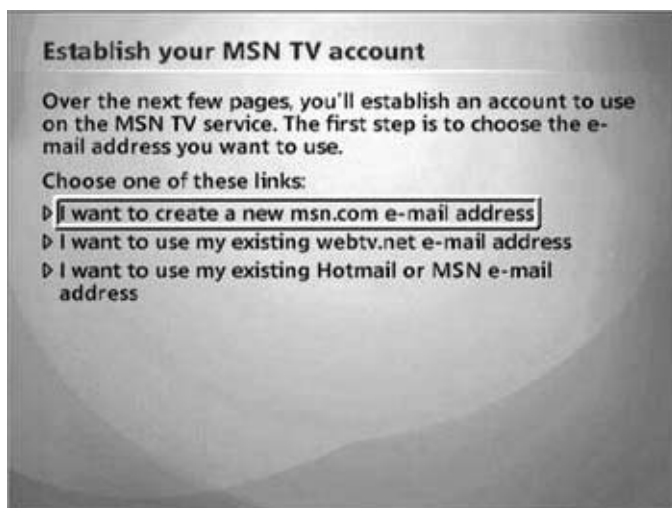 Establish your MSN TV account
Over the next few pages, you'll establish an account to use
on the MSN TV service. The first step is to choose the e-
mail address you want to use.
Choose one of these links:
I want to create a new msn.com e-mail address
I want to use my existing webtv.net e-mail address
I want to use my existing Hotmail or MSN e-mail
address